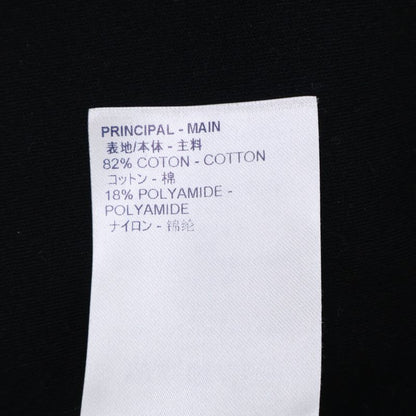 PRINCIPAL - MAIN
表地/本体 - 主料
82% COTON - COTTON
コットン - 棉
18% POLYAMIDE -
POLYAMIDE
ナイロン - 锦纶